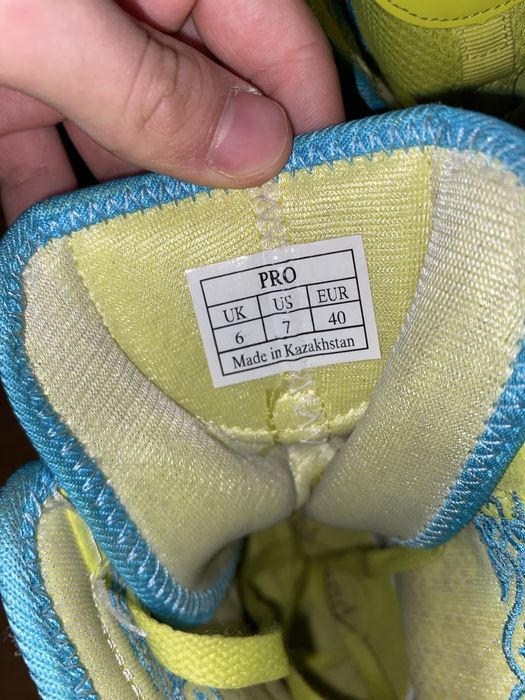 PRO
UK US EUR
6 7 40
Made in Kazakhstan